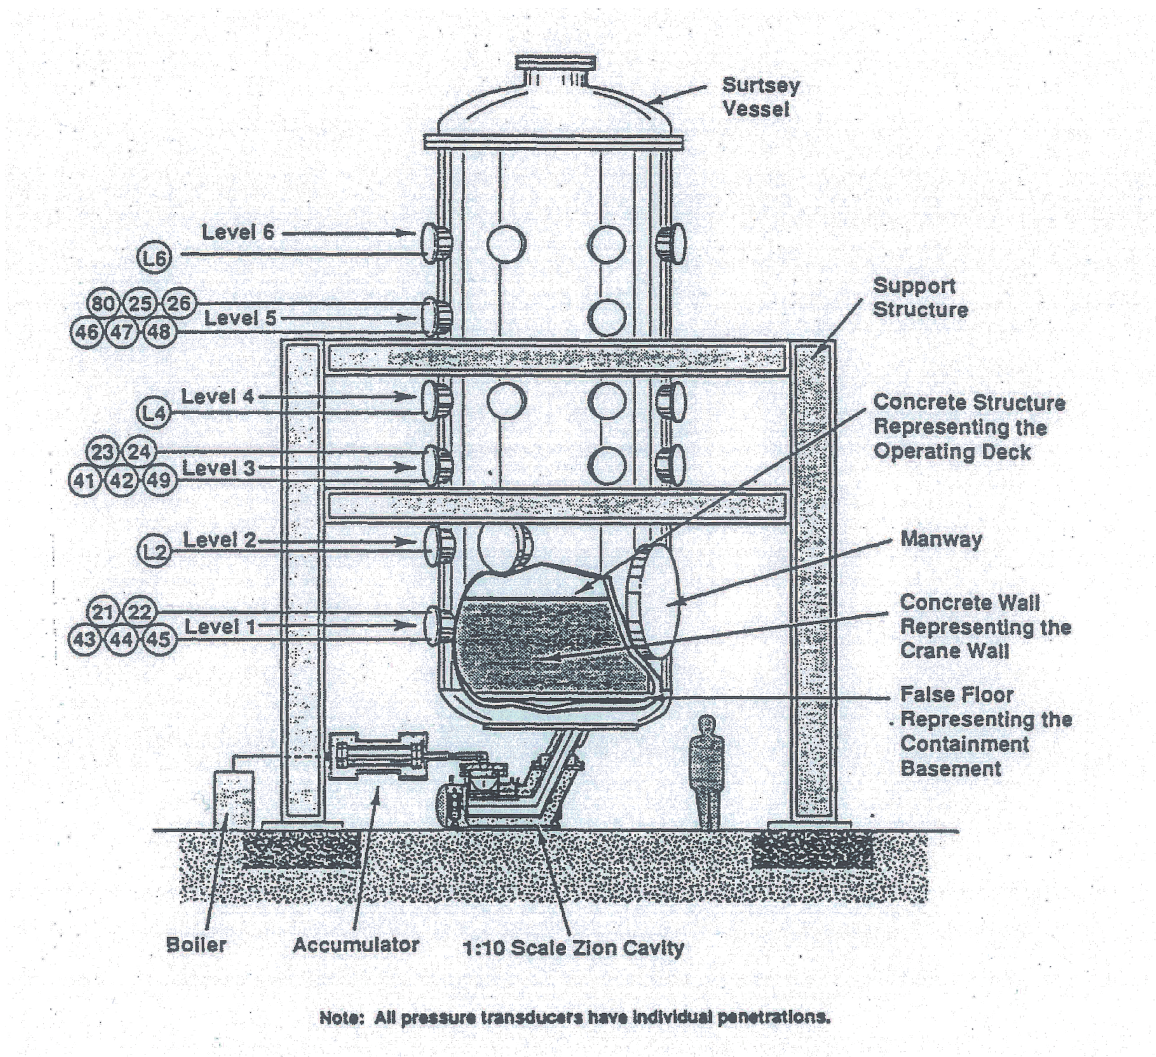 Surtsey
Vessel
Level 6
L6
80 25 26
Level 5
46 47 48
Support
Structure
Level 4
L4
Concrete Structure
Representing the
Operating Deck
23 24
Level 3
41 42 49
Level 2
L2
Manway
21 22
Level 1
43 44 45
Concrete Wall
Representing the
Crane Wall
False Floor
Representing the
Containment
Basement
Boiler
Accumulator
1:10 Scale Zion Cavity
Note: All pressure transducers have individual penetrations.